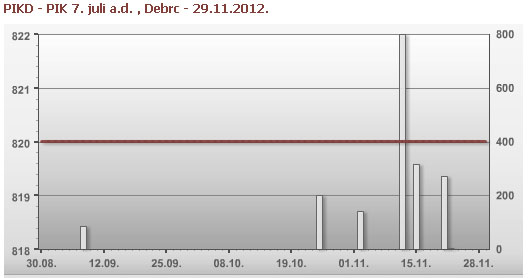 PIKD - PIK 7. juli a.d. , Debrc - 29.11.2012.
822 800
821 600
820 400
819 200
818 0
30.08. 12.09. 25.09. 08.10. 19.10. 01.11. 15.11. 28.11.